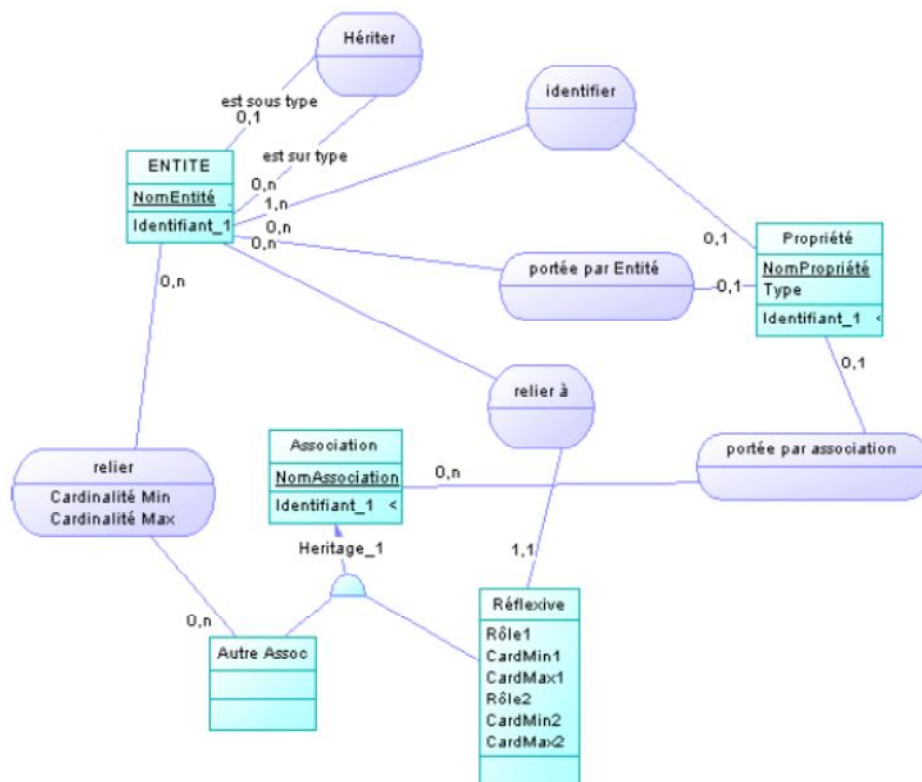 Hériter
identifier
est sous type
0,1
est sur type
ENTITE
NomEntité
Identifiant_1
0,n
1,n
0,n
0,n
0,1
Propriété
NomPropriété
Type
Identifiant_1 <
portée par Entité
0,1
0,n
0,1
relier à
Association
NomAssociation
Identifiant_1 <
0,n
portée par association
relier
Cardinalité Min
Cardinalité Max
Heritage_1
1,1
0,n
Autre Assoc
Réflexive
Rôle1
CardMin1
CardMax1
Rôle2
CardMin2
CardMax2